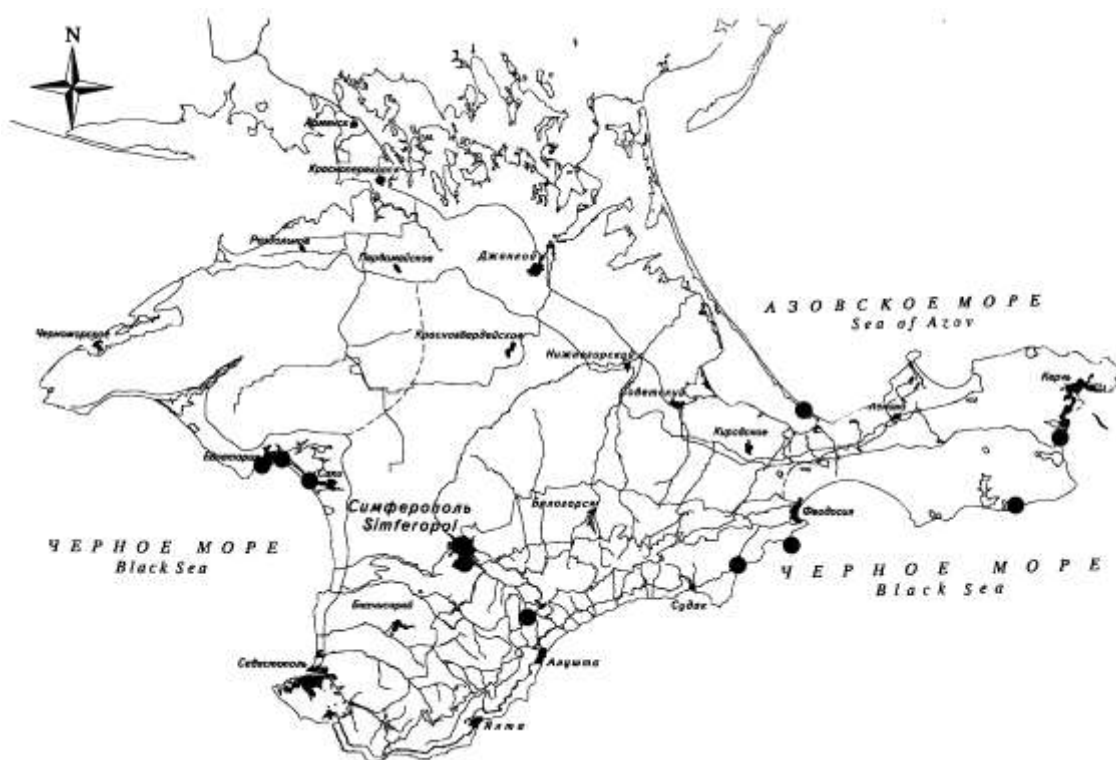 N
Армянск
Красноперекопск
Раздольное
Первомайское
Джанкой
АЗОВСКОЕ МОРЕ
Sea of Azov
Черноморское
Красногвардейское
Нижнегорский
Керчь
Советский
Ленино
Кировское
Евпатория
Саки
Симферополь
Simferopol
Белогорск
Феодосия
ЧЕРНОЕ МОРЕ
Black Sea
ЧЕРНОЕ МОРЕ
Black Sea
Бахчисарай
Судак
Севастополь
Алушта
Ялта